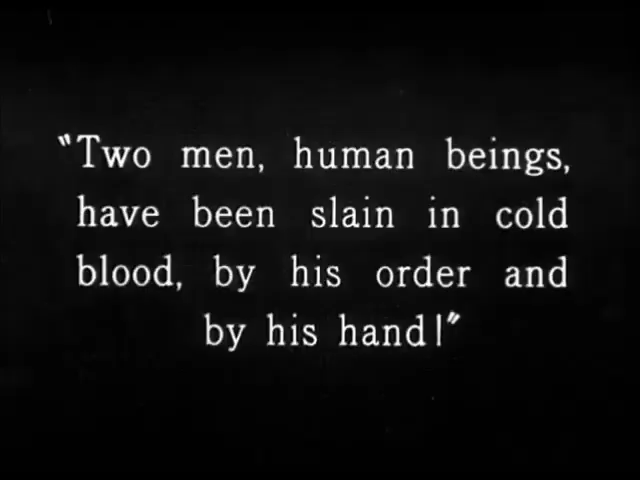 "Two men, human beings,
have been slain in cold
blood, by his order and
by his hand!"